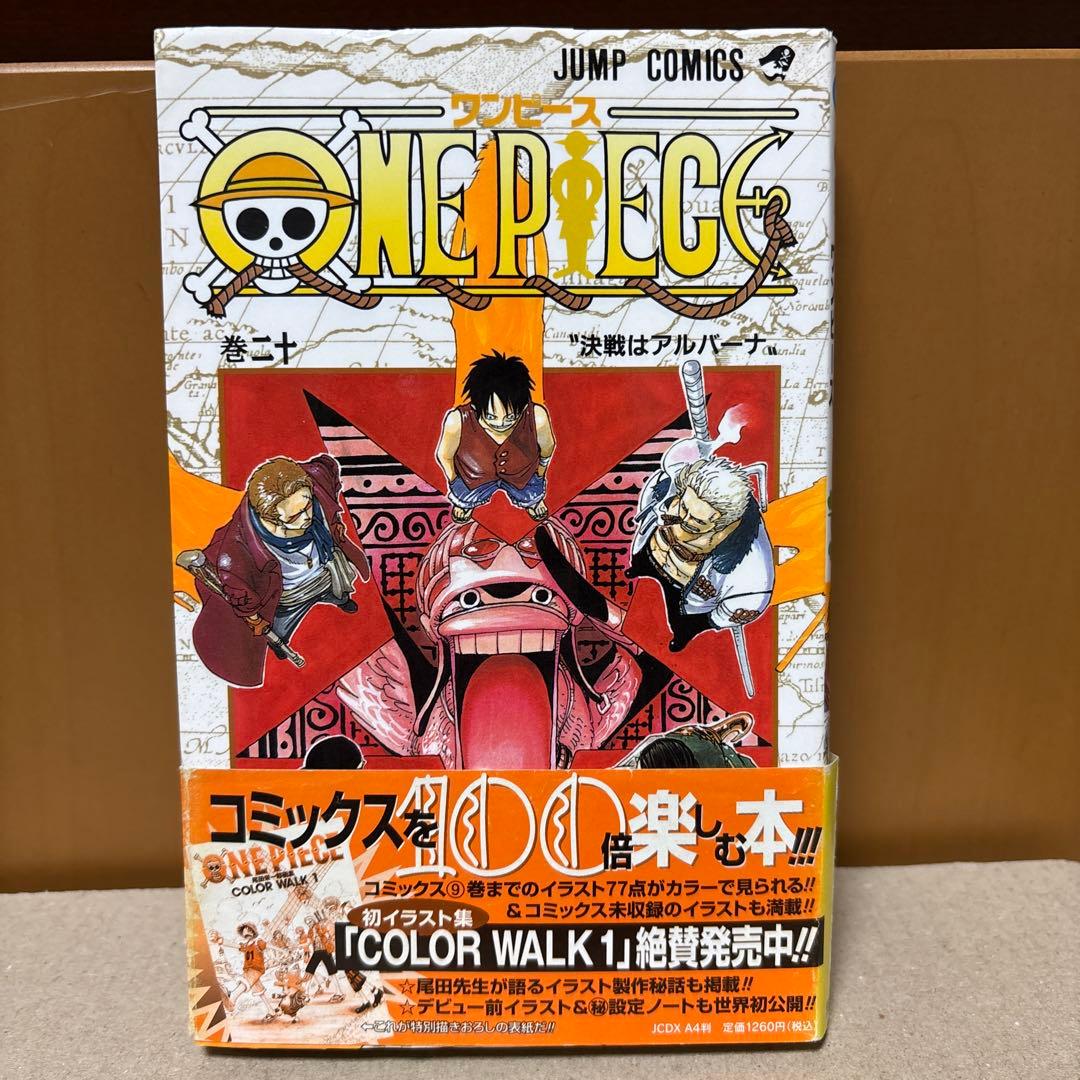 JUMP COMICS
ワンピース
ONE PIECE
巻二十
〝決戦はアルバーナ〟
コミックスを100倍楽しむ本!!!
ONE PIECE
尾田栄一郎画集
COLOR WALK 1
コミックス⑨巻までのイラスト77点がカラーで見られる!!
&コミックス未収録のイラストも満載!!
初イラスト集
「COLOR WALK 1」絶賛発売中!!
☆尾田先生が語るイラスト製作秘話も掲載!!
☆デビュー前イラスト&㊙設定ノートも世界初公開!!
←これが特別描きおろしの表紙だ!!
JCDX A4判 定価1260円(税込)